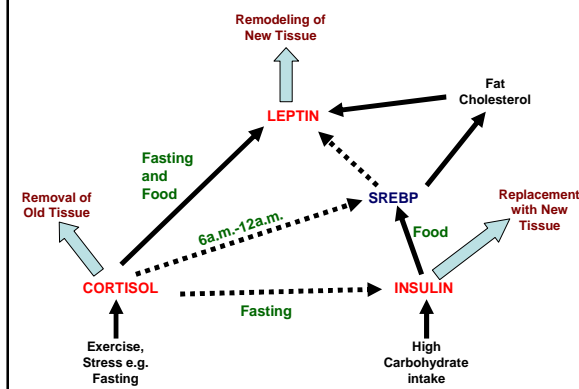 Remodeling of
New Tissue
Fat
Cholesterol
LEPTIN
Fasting
and
Food
Removal of
Old Tissue
SREBP
Replacement
with New
Tissue
6a.m.-12a.m.
Food
CORTISOL
INSULIN
Fasting
Exercise,
Stress e.g.
Fasting
High
Carbohydrate
intake